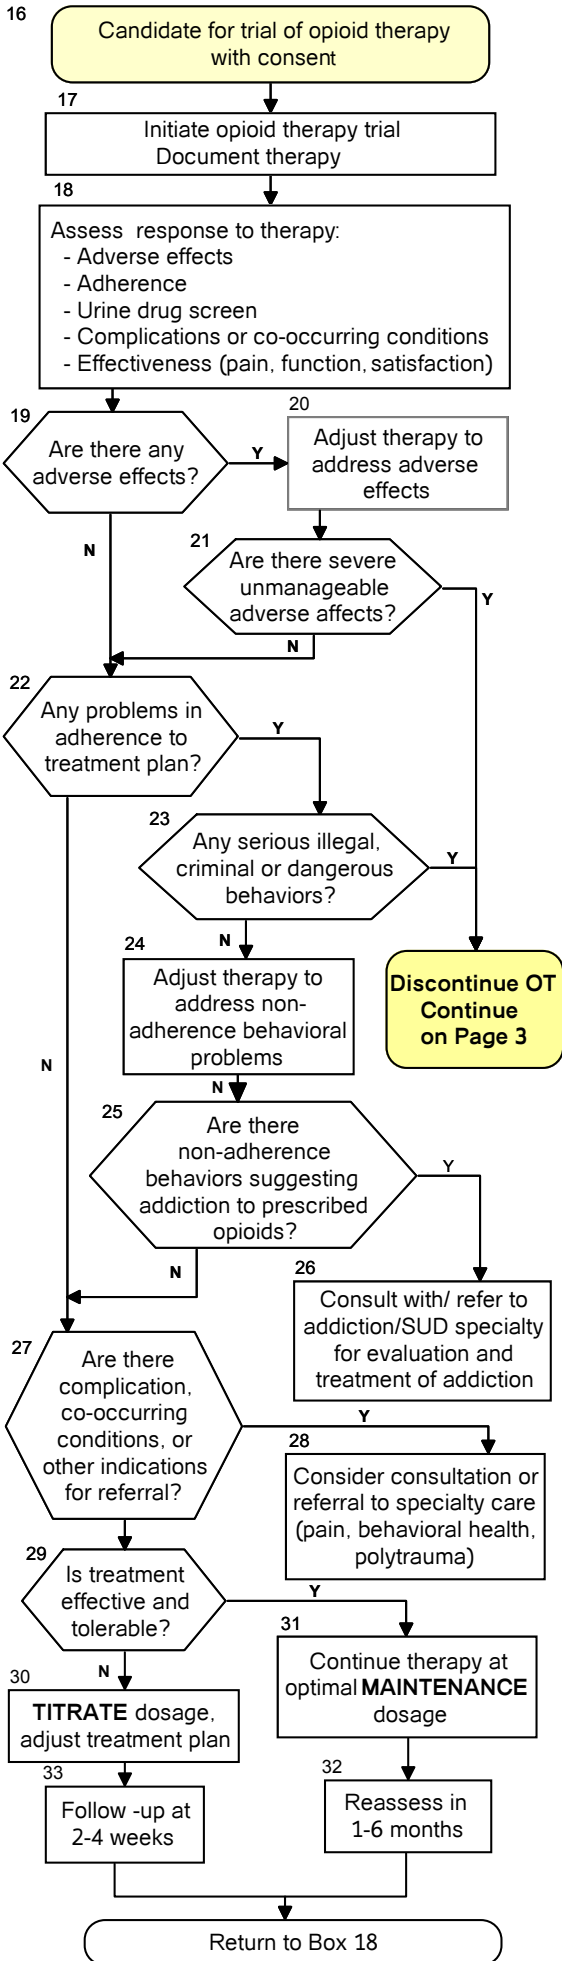 16
Candidate for trial of opioid therapy
with consent
17
Initiate opioid therapy trial
Document therapy
18
Assess response to therapy:
- Adverse effects
- Adherence
- Urine drug screen
- Complications or co-occurring conditions
- Effectiveness (pain, function, satisfaction)
19
Are there any
adverse effects?
Y
20
Adjust therapy to
address adverse
effects
N
21
Are there severe
unmanageable
adverse affects?
Y
N
22
Any problems in
adherence to
treatment plan?
Y
23
Any serious illegal,
criminal or dangerous
behaviors?
Y
N
24
Adjust therapy to
address non-
adherence behavioral
problems
Discontinue OT
Continue
on Page 3
N
N
25
Are there
non-adherence
behaviors suggesting
addiction to prescribed
opioids?
Y
N
26
Consult with/ refer to
addiction/SUD specialty
for evaluation and
treatment of addiction
27
Are there
complication,
co-occurring
conditions, or
other indications
for referral?
Y
28
Consider consultation or
referral to specialty care
(pain, behavioral health,
polytrauma)
29
Is treatment
effective and
tolerable?
Y
N
31
Continue therapy at
optimal MAINTENANCE
dosage
30
TITRATE dosage,
adjust treatment plan
33
Follow -up at
2-4 weeks
32
Reassess in
1-6 months
Return to Box 18